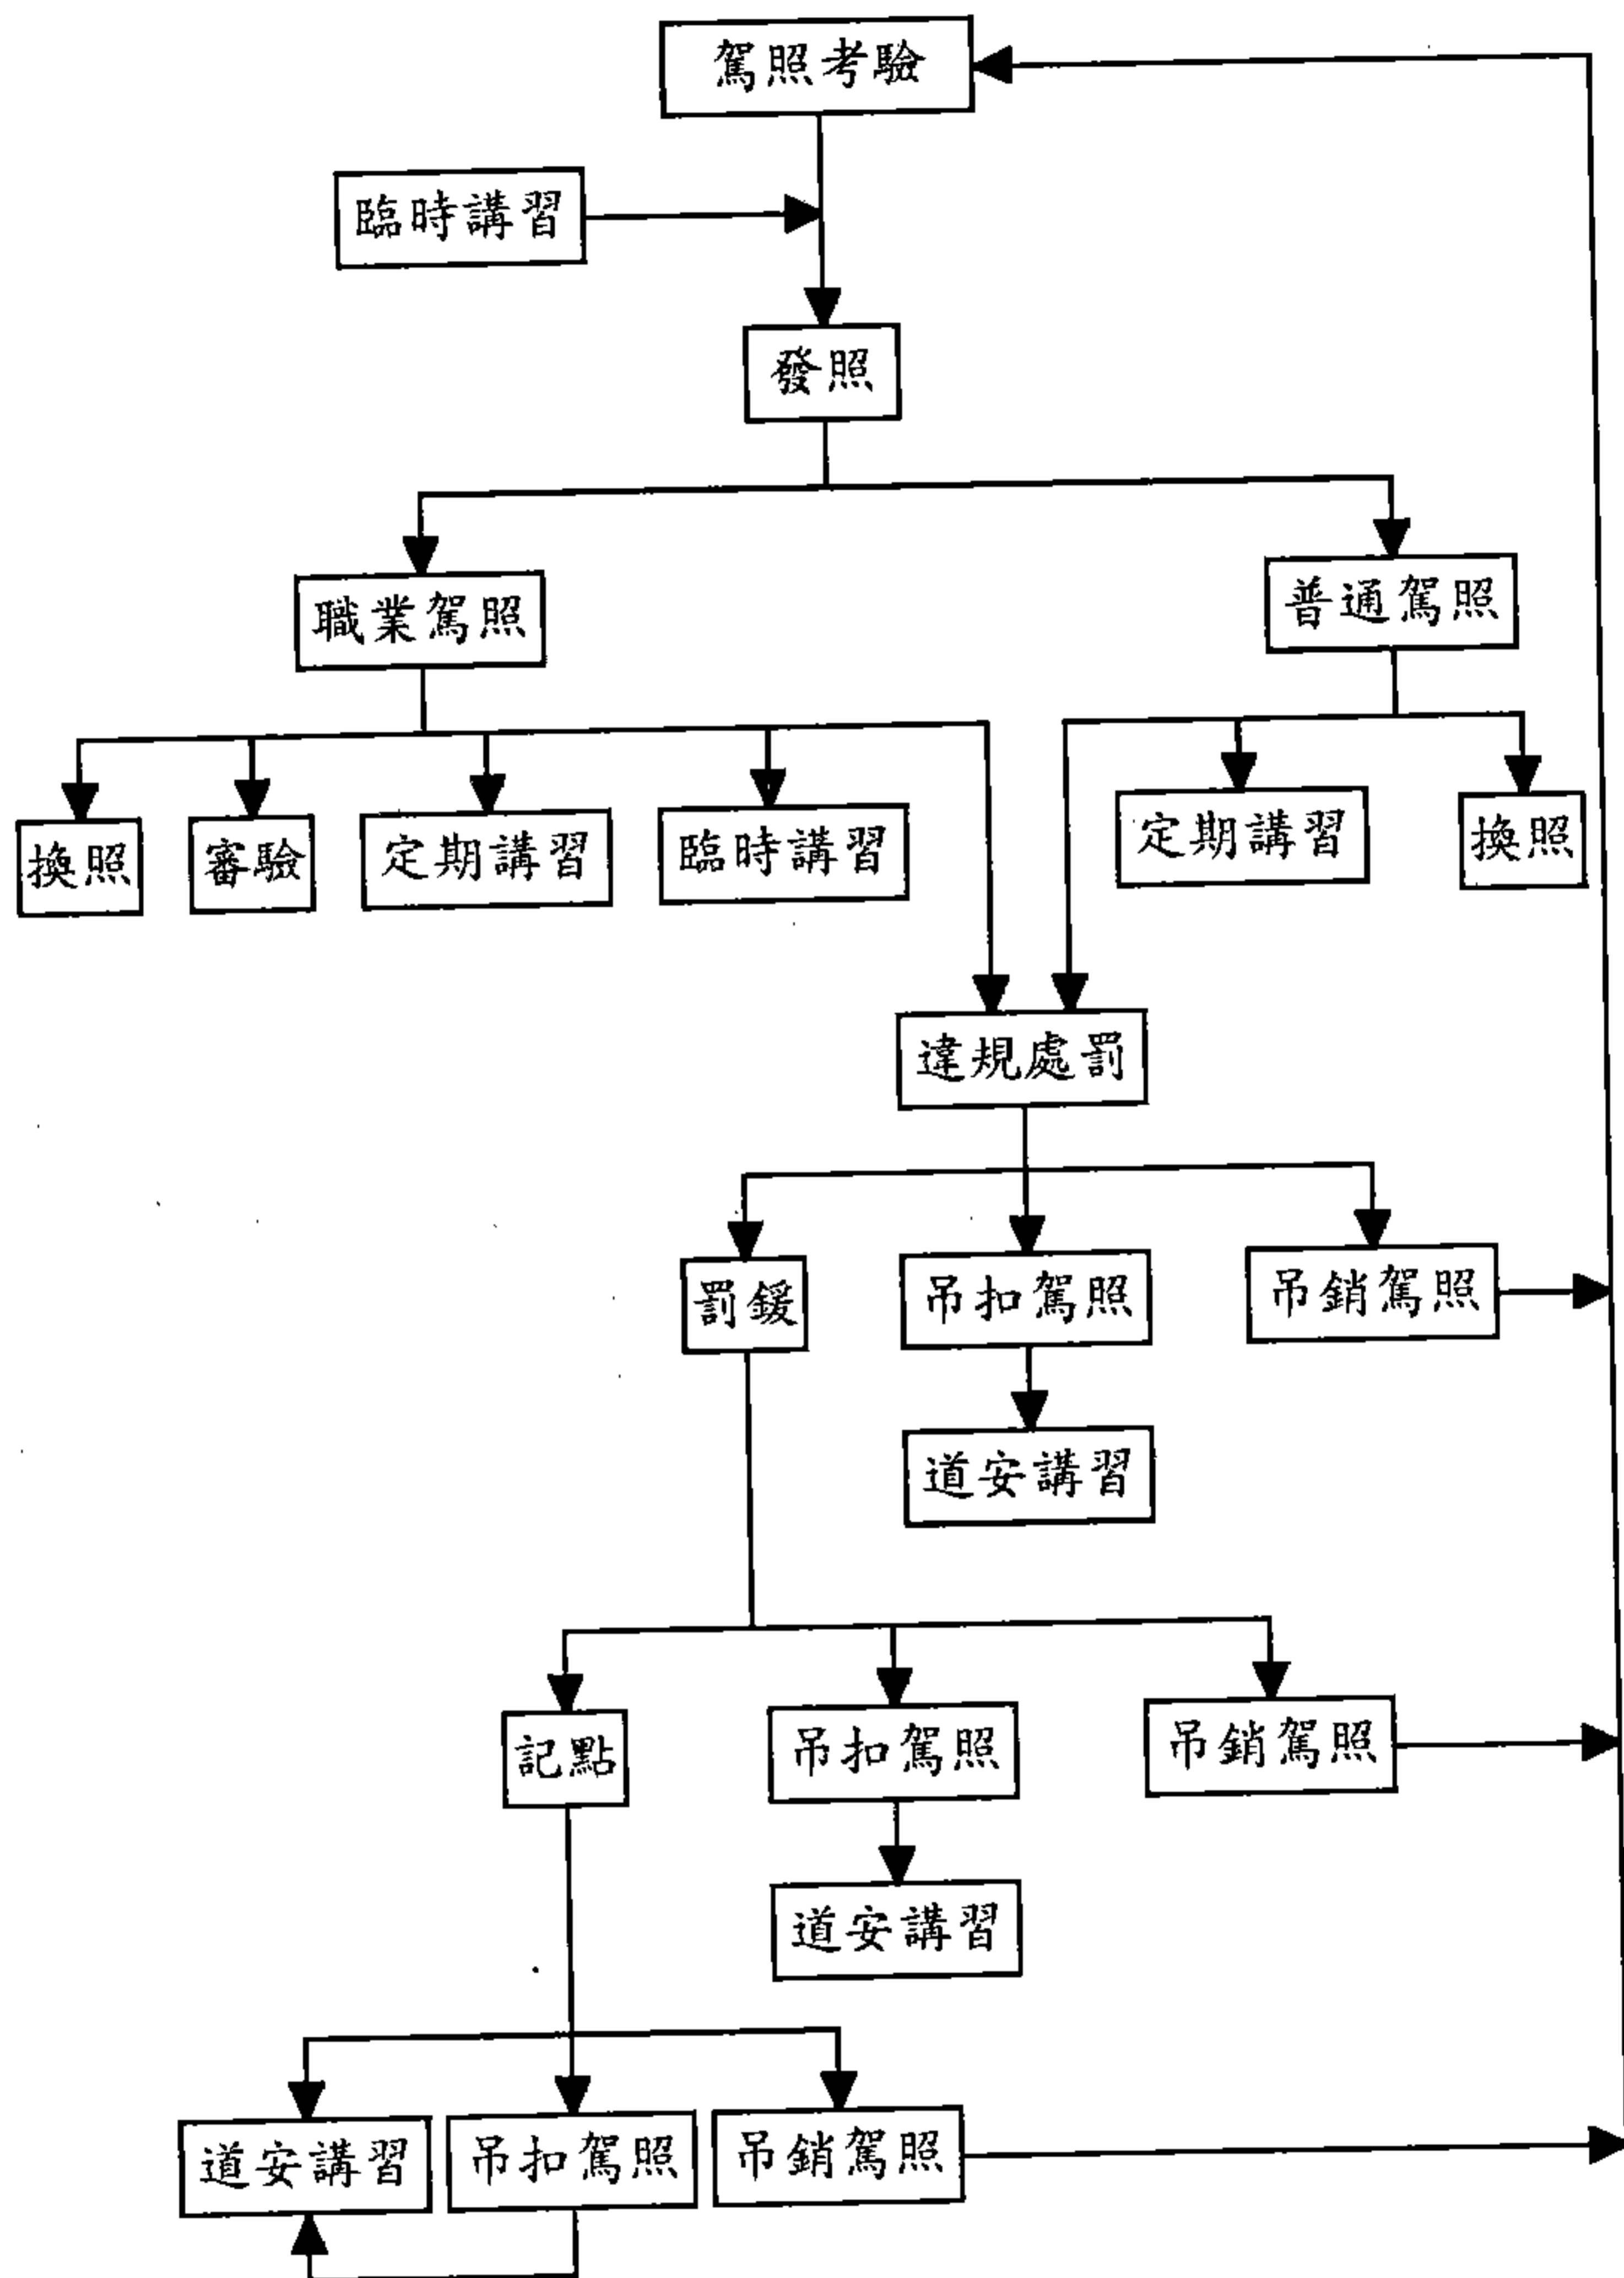 駕照考驗
臨時講習
發照
職業駕照
普通駕照
換照
審驗
定期講習
臨時講習
定期講習
換照
違規處罰
罰鍰
吊扣駕照
吊銷駕照
道安講習
記點
吊扣駕照
吊銷駕照
道安講習
道安講習
吊扣駕照
吊銷駕照